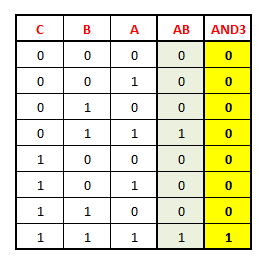 C B A AB AND3
0 0 0 0 0
0 0 1 0 0
0 1 0 0 0
0 1 1 1 0
1 0 0 0 0
1 0 1 0 0
1 1 0 0 0
1 1 1 1 1